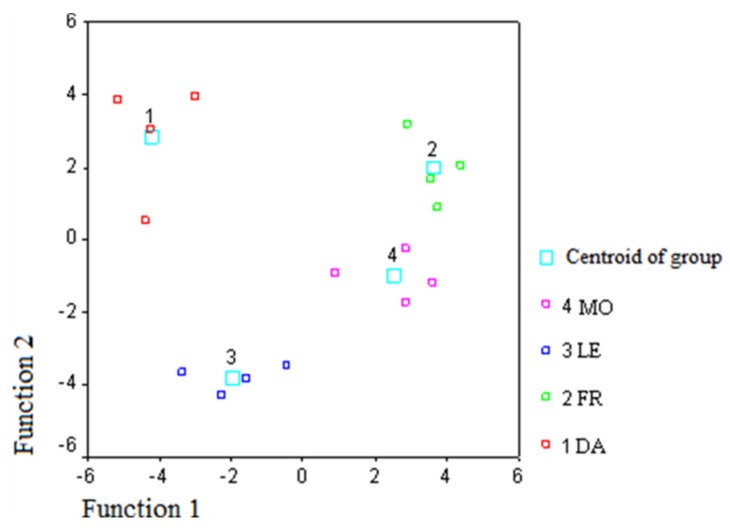 6
4
2
0
-2
-4
-6
-6 -4 -2 0 2 4 6
Function 2
Function 1
1
2
4
3
Centroid of group
4 MO
3 LE
2 FR
1 DA